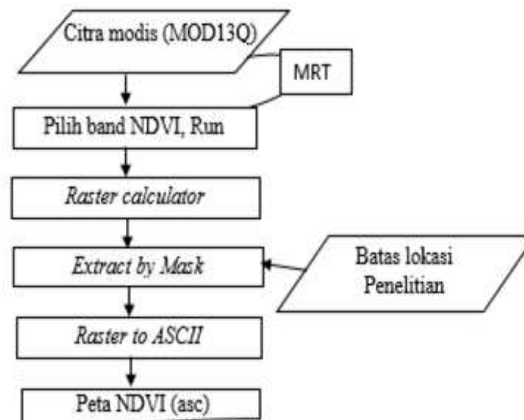 Citra modis (MOD13Q)
MRT
Pilih band NDVI, Run
Raster calculator
Extract by Mask
Batas lokasi
Penelitian
Raster to ASCII
Peta NDVI (asc)